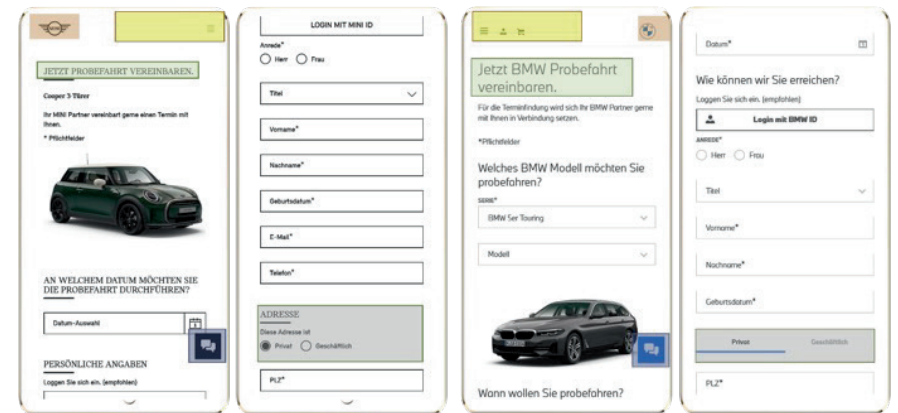 JETZT PROBEFAHRT VEREINBAREN.
Cooper 3-Türer
Ihr MINI Partner vereinbart gerne einen Termin mit
Ihnen.
* Pflichtfelder
AN WELCHEM DATUM MÖCHTEN SIE
DIE PROBEFAHRT DURCHFÜHREN?
Datum-Auswahl
PERSÖNLICHE ANGABEN
Loggen Sie sich ein. (empfohlen)
LOGIN MIT MINI ID
Anrede*
Herr Frau
Titel
Vorname*
Nachname*
Geburtsdatum*
E-Mail*
Telefon*
ADRESSE
Diese Adresse ist
Privat Geschäftlich
PLZ*
Jetzt BMW Probefahrt
vereinbaren.
Für die Terminfindung wird sich Ihr BMW Partner gerne
mit Ihnen in Verbindung setzen.
*Pflichtfelder
Welches BMW Modell möchten Sie
probefahren?
SERIE*
BMW 5er Touring
Modell
Wann wollen Sie probefahren?
Datum*
Wie können wir Sie erreichen?
Loggen Sie sich ein. (empfohlen)
Login mit BMW ID
ANREDE*
Herr Frau
Titel
Vorname*
Nachname*
Geburtsdatum*
Privat Geschäftlich
PLZ*